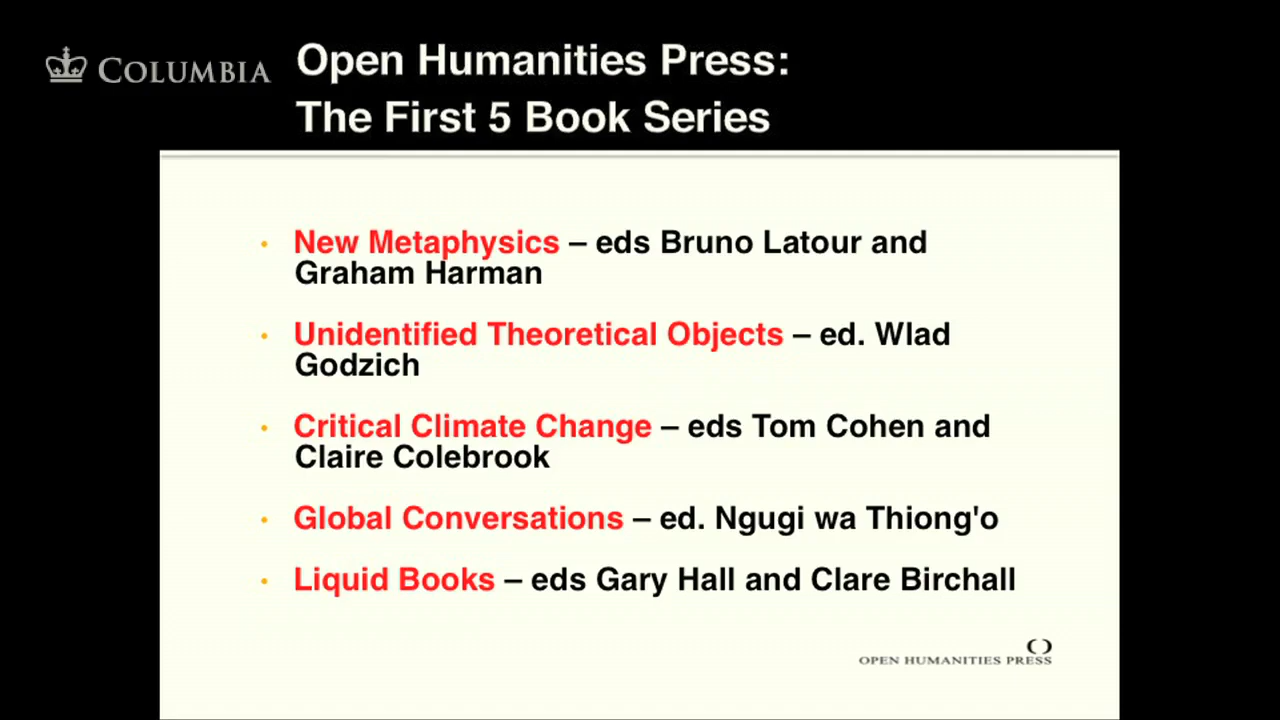 COLUMBIA
Open Humanities Press:
The First 5 Book Series
• New Metaphysics – eds Bruno Latour and
Graham Harman
• Unidentified Theoretical Objects – ed. Wlad
Godzich
• Critical Climate Change – eds Tom Cohen and
Claire Colebrook
• Global Conversations – ed. Ngugi wa Thiong'o
• Liquid Books – eds Gary Hall and Clare Birchall
OPEN HUMANITIES PRESS